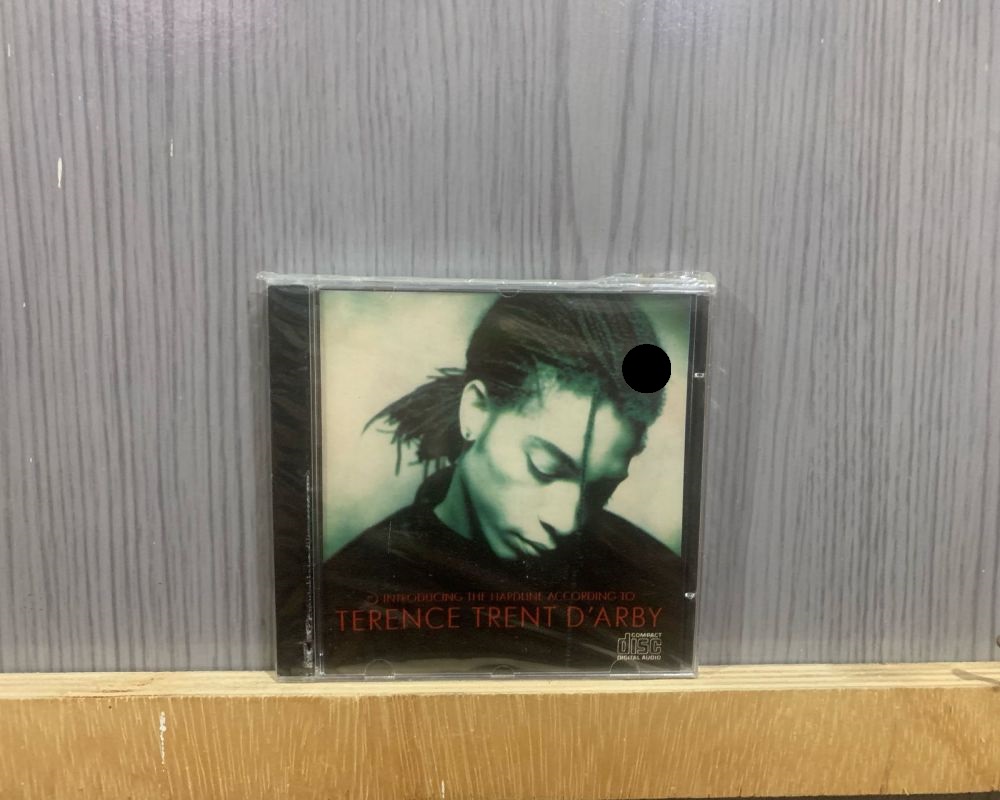 INTRODUCING THE HARDLINE ACCORDING TO
TERENCE TRENT D'ARBY
COMPACT
disc
DIGITAL AUDIO